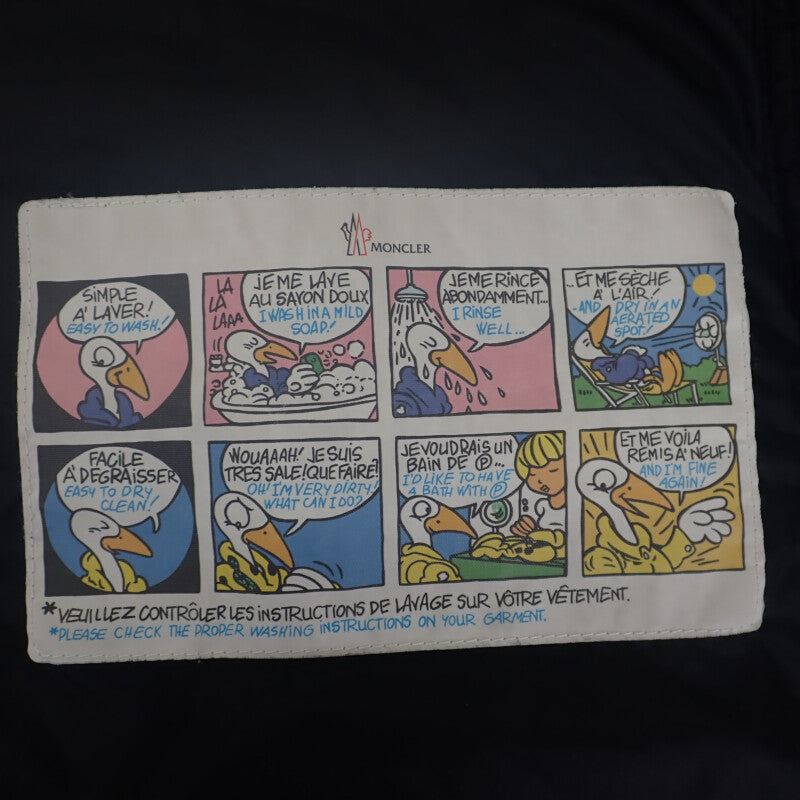 MONCLER
SIMPLE
A' LAVER!
EASY TO WASH!
LA
LA
LAAA
JE ME LAVE
AU SAVON DOUX
I WASH IN A MILD
SOAP!
JE ME RINCE
ABONDAMMENT...
I RINSE
WELL...
...ET ME SÈCHE
A' L'AIR...
...AND DRY IN AN
AERATED
SPOT!
FACILE
A' DEGRAISSER
EASY TO DRY
CLEAN!
WOUAAAH! JE SUIS
TRES SALE! QUE FAIRE?
OH! I'M VERY DIRTY!
WHAT CAN I DO?
JE VOUDRAIS UN
BAIN DE Ⓟ...
I'D LIKE TO HAVE
A BATH WITH Ⓟ
ET ME VOILA
REMIS A' NEUF!
AND I'M FINE
AGAIN!
*VEUILLEZ CONTRÔLER LES INSTRUCTIONS DE LAVAGE SUR VÔTRE VÊTEMENT.
*PLEASE CHECK THE PROPER WASHING INSTRUCTIONS ON YOUR GARMENT.